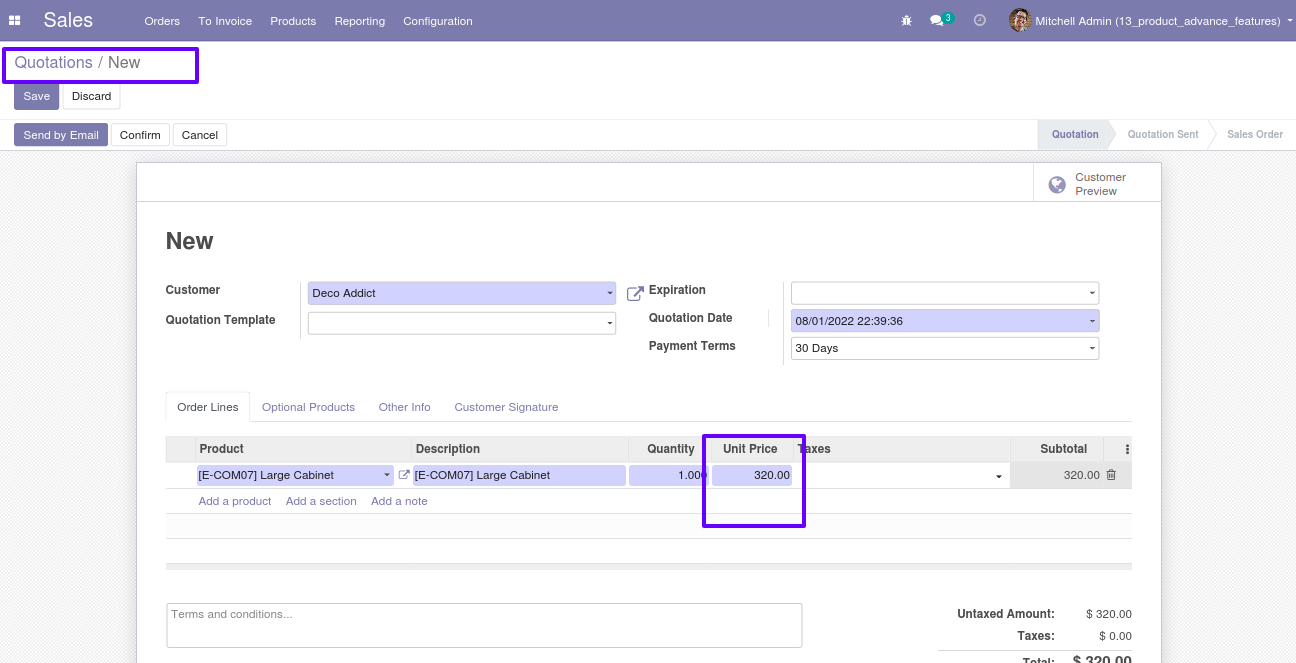 Sales Orders To Invoice Products Reporting Configuration 3 Mitchell Admin (13_product_advance_features)
Quotations / New
Save Discard
Send by Email Confirm Cancel Quotation Quotation Sent Sales Order
Customer
Preview
New
Customer Deco Addict Expiration
Quotation Template Quotation Date 08/01/2022 22:39:36
Payment Terms 30 Days
Order Lines Optional Products Other Info Customer Signature
Product Description Quantity Unit Price Taxes Subtotal
[E-COM07] Large Cabinet [E-COM07] Large Cabinet 1.000 320.00 320.00
Add a product Add a section Add a note
Terms and conditions... Untaxed Amount: $ 320.00
Taxes: $ 0.00
Total: $ 320.00